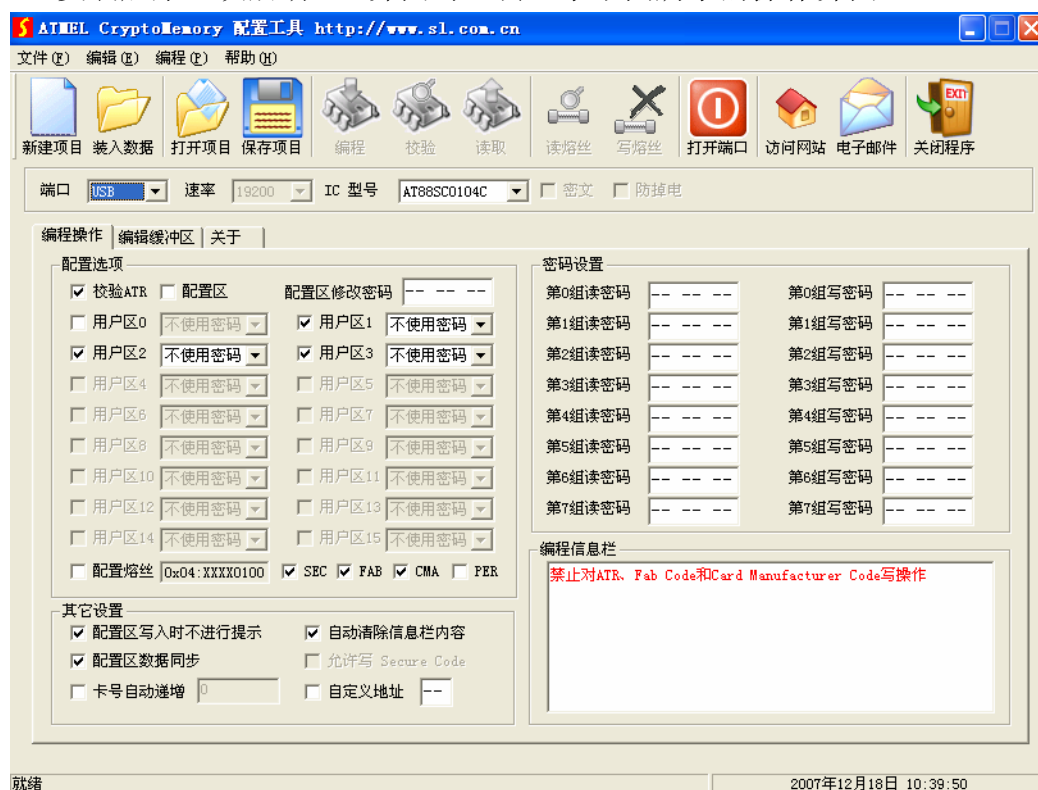 ATMEL CryptoMemory 配置工具 http://www.sl.com.cn
文件(F) 编辑(E) 编程(P) 帮助(H)
新建项目 装入数据 打开项目 保存项目 编程 校验 读取 读熔丝 写熔丝 打开端口 访问网站 电子邮件 EXIT 关闭程序
端口 USB 速率 19200 IC 型号 AT88SC0104C 密文 防掉电
编程操作 编辑缓冲区 关于
配置选项
校验ATR 配置区 配置区修改密码 -- -- --
用户区0 不使用密码 用户区1 不使用密码
用户区2 不使用密码 用户区3 不使用密码
用户区4 不使用密码 用户区5 不使用密码
用户区6 不使用密码 用户区7 不使用密码
用户区8 不使用密码 用户区9 不使用密码
用户区10 不使用密码 用户区11 不使用密码
用户区12 不使用密码 用户区13 不使用密码
用户区14 不使用密码 用户区15 不使用密码
配置熔丝 0x04:XXXX0100 SEC FAB CMA PER
其它设置
配置区写入时不进行提示 自动清除信息栏内容
配置区数据同步 允许写 Secure Code
卡号自动递增 0 自定义地址 --
密码设置
第0组读密码 -- -- -- 第0组写密码 -- -- --
第1组读密码 -- -- -- 第1组写密码 -- -- --
第2组读密码 -- -- -- 第2组写密码 -- -- --
第3组读密码 -- -- -- 第3组写密码 -- -- --
第4组读密码 -- -- -- 第4组写密码 -- -- --
第5组读密码 -- -- -- 第5组写密码 -- -- --
第6组读密码 -- -- -- 第6组写密码 -- -- --
第7组读密码 -- -- -- 第7组写密码 -- -- --
编程信息栏
禁止对ATR、Fab Code和Card Manufacturer Code写操作
就绪 2007年12月18日 10:39:50